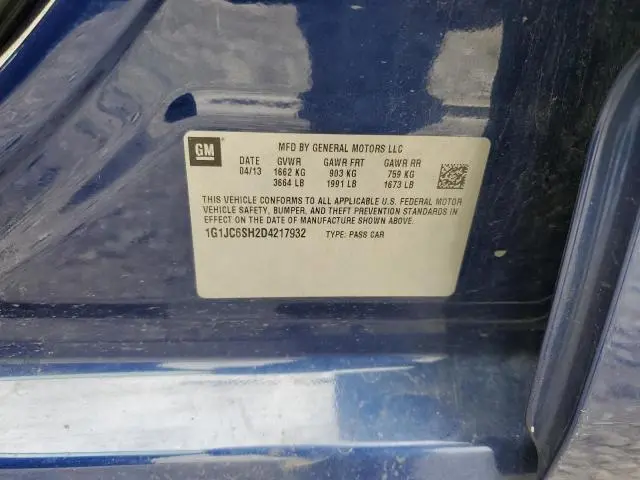 GM
MFD BY GENERAL MOTORS LLC
DATE GVWR GAWR FRT GAWR RR
04/13 1662 KG 903 KG 759 KG
3664 LB 1991 LB 1673 LB
THIS VEHICLE CONFORMS TO ALL APPLICABLE U.S. FEDERAL MOTOR
VEHICLE SAFETY, BUMPER, AND THEFT PREVENTION STANDARDS IN
EFFECT ON THE DATE OF MANUFACTURE SHOWN ABOVE.
1G1JC6SH2D4217932 TYPE: PASS CAR